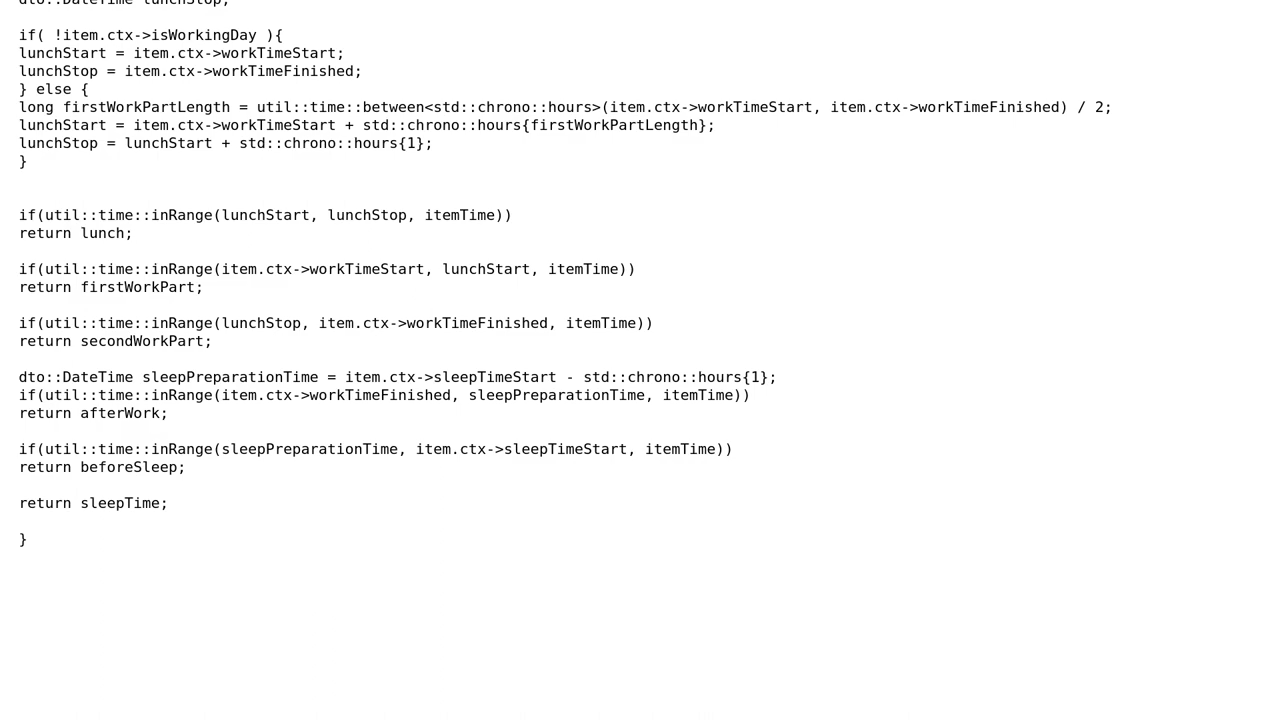 dto::DateTime lunchStop;
if( !item.ctx->isWorkingDay ){
lunchStart = item.ctx->workTimeStart;
lunchStop = item.ctx->workTimeFinished;
} else {
long firstWorkPartLength = util::time::between<std::chrono::hours>(item.ctx->workTimeStart, item.ctx->workTimeFinished) / 2;
lunchStart = item.ctx->workTimeStart + std::chrono::hours{firstWorkPartLength};
lunchStop = lunchStart + std::chrono::hours{1};
}
if(util::time::inRange(lunchStart, lunchStop, itemTime))
return lunch;
if(util::time::inRange(item.ctx->workTimeStart, lunchStart, itemTime))
return firstWorkPart;
if(util::time::inRange(lunchStop, item.ctx->workTimeFinished, itemTime))
return secondWorkPart;
dto::DateTime sleepPreparationTime = item.ctx->sleepTimeStart - std::chrono::hours{1};
if(util::time::inRange(item.ctx->workTimeFinished, sleepPreparationTime, itemTime))
return afterWork;
if(util::time::inRange(sleepPreparationTime, item.ctx->sleepTimeStart, itemTime))
return beforeSleep;
return sleepTime;
}